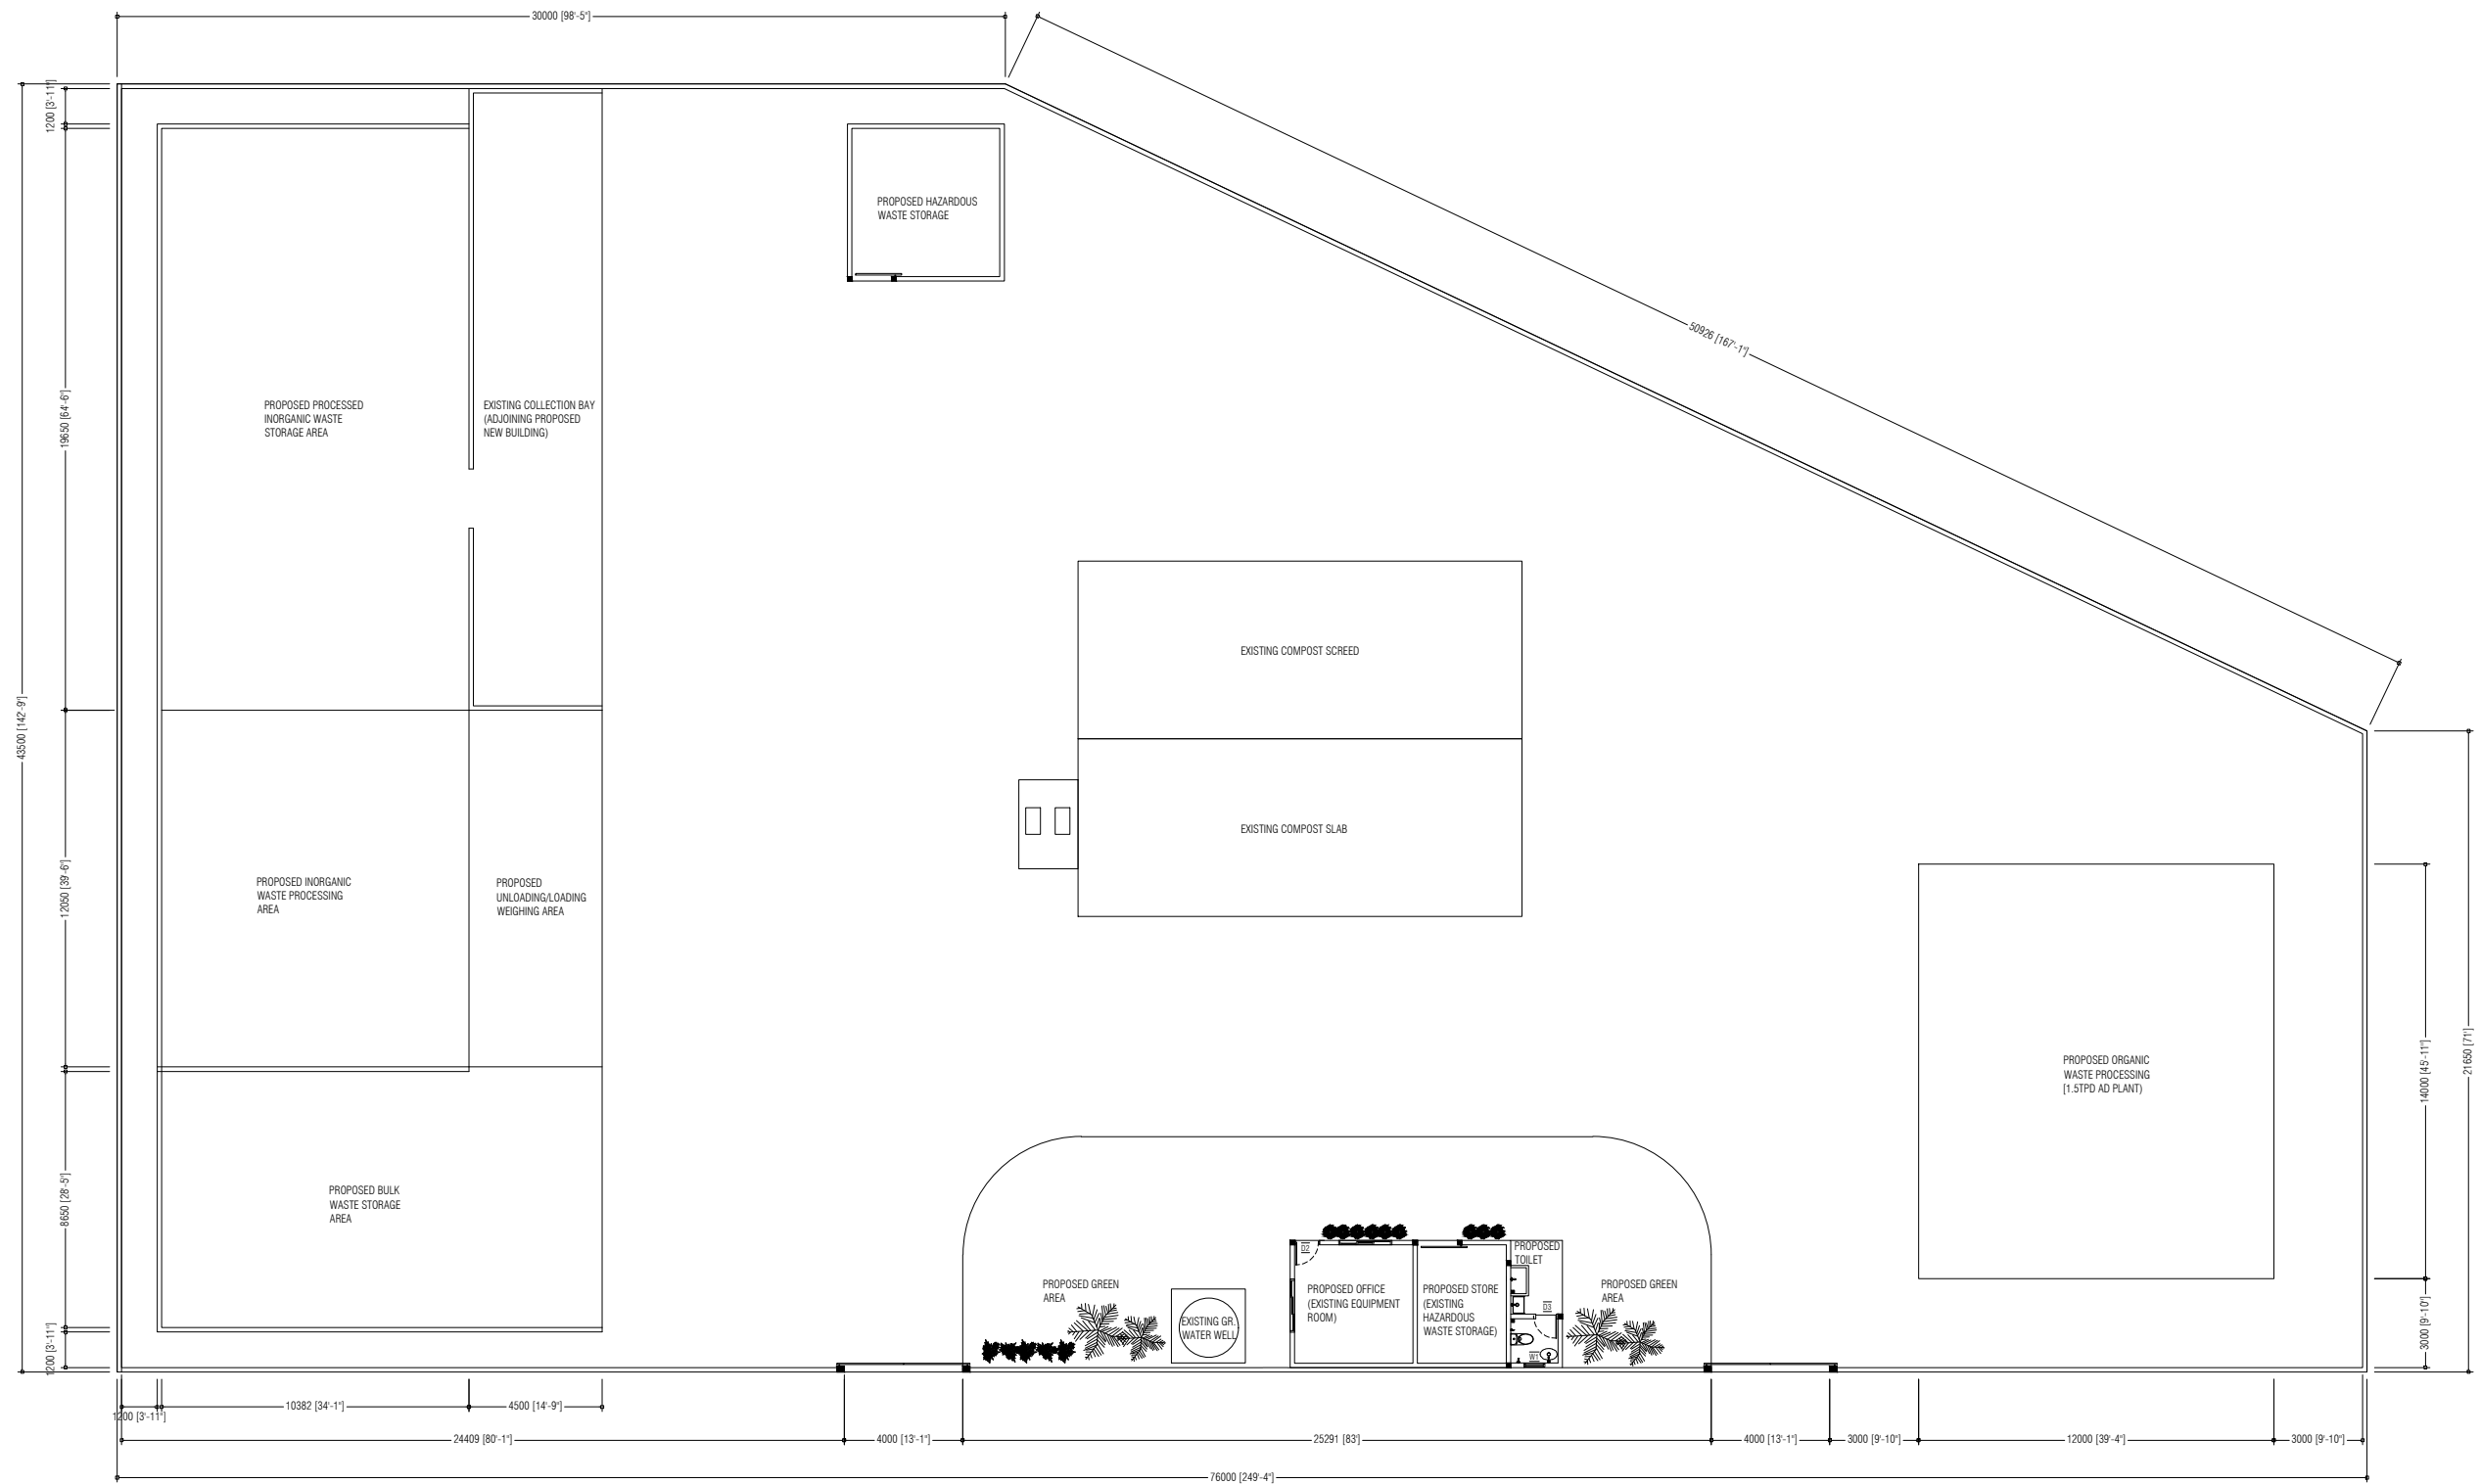 30000 [98'-5"]
1200 [3'-11"]
PROPOSED HAZARDOUS
WASTE STORAGE
50926 [167'-1"]
19650 [64'-6"]
PROPOSED PROCESSED
INORGANIC WASTE
STORAGE AREA
EXISTING COLLECTION BAY
(ADJOINING PROPOSED
NEW BUILDING)
EXISTING COMPOST SCREED
43500 [142'-9"]
EXISTING COMPOST SLAB
12050 [39'-6"]
PROPOSED INORGANIC
WASTE PROCESSING
AREA
PROPOSED
UNLOADING/LOADING
WEIGHING AREA
PROPOSED ORGANIC
WASTE PROCESSING
[1.5TPD AD PLANT)
14000 [45'-11"]
21650 [71']
8650 [28'-5"]
PROPOSED BULK
WASTE STORAGE
AREA
PROPOSED GREEN
AREA
EXISTING GR.
WATER WELL
D2
PROPOSED OFFICE
(EXISTING EQUIPMENT
ROOM)
PROPOSED STORE
(EXISTING
HAZARDOUS
WASTE STORAGE)
PROPOSED
TOILET
D3
W1
PROPOSED GREEN
AREA
3000 [9'-10"]
1200 [3'-11"]
1200 [3'-11"]
10382 [34'-1"]
4500 [14'-9"]
24409 [80'-1"]
4000 [13'-1"]
25291 [83']
4000 [13'-1"]
3000 [9'-10"]
12000 [39'-4"]
3000 [9'-10"]
76000 [249'-4"]